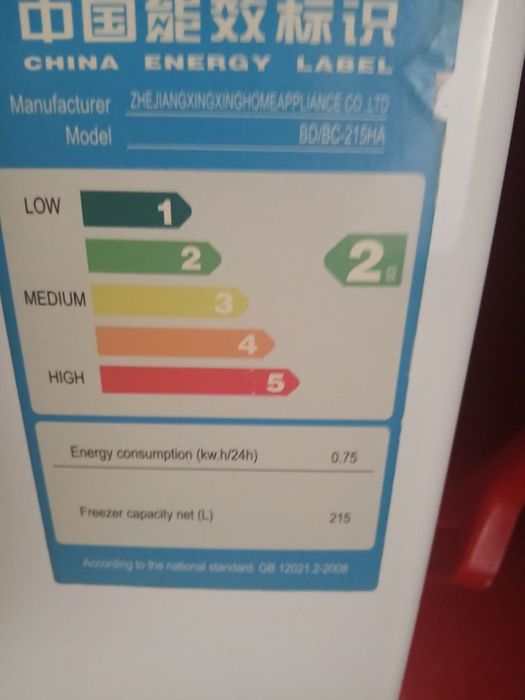 中国能效标识
CHINA ENERGY LABEL
Manufacturer ZHEJIANGXINGXINGHOMEAPPLIANCE CO.,LTD
Model BD/BC-215HA
LOW 1
2 2级
MEDIUM 3
4
HIGH 5
Energy consumption (kw.h/24h) 0.75
Freezer capacity net (L) 215
According to the national standard: GB 12021.2-2008